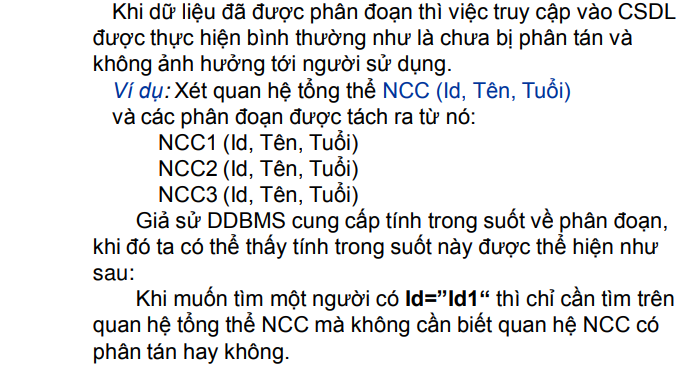 Khi dữ liệu đã được phân đoạn thì việc truy cập vào CSDL
được thực hiện bình thường như là chưa bị phân tán và
không ảnh hưởng tới người sử dụng.
Ví dụ: Xét quan hệ tổng thể NCC (Id, Tên, Tuổi)
và các phân đoạn được tách ra từ nó:
NCC1 (Id, Tên, Tuổi)
NCC2 (Id, Tên, Tuổi)
NCC3 (Id, Tên, Tuổi)
Giả sử DDBMS cung cấp tính trong suốt về phân đoạn,
khi đó ta có thể thấy tính trong suốt này được thể hiện như
sau:
Khi muốn tìm một người có Id=”Id1“ thì chỉ cần tìm trên
quan hệ tổng thể NCC mà không cần biết quan hệ NCC có
phân tán hay không.